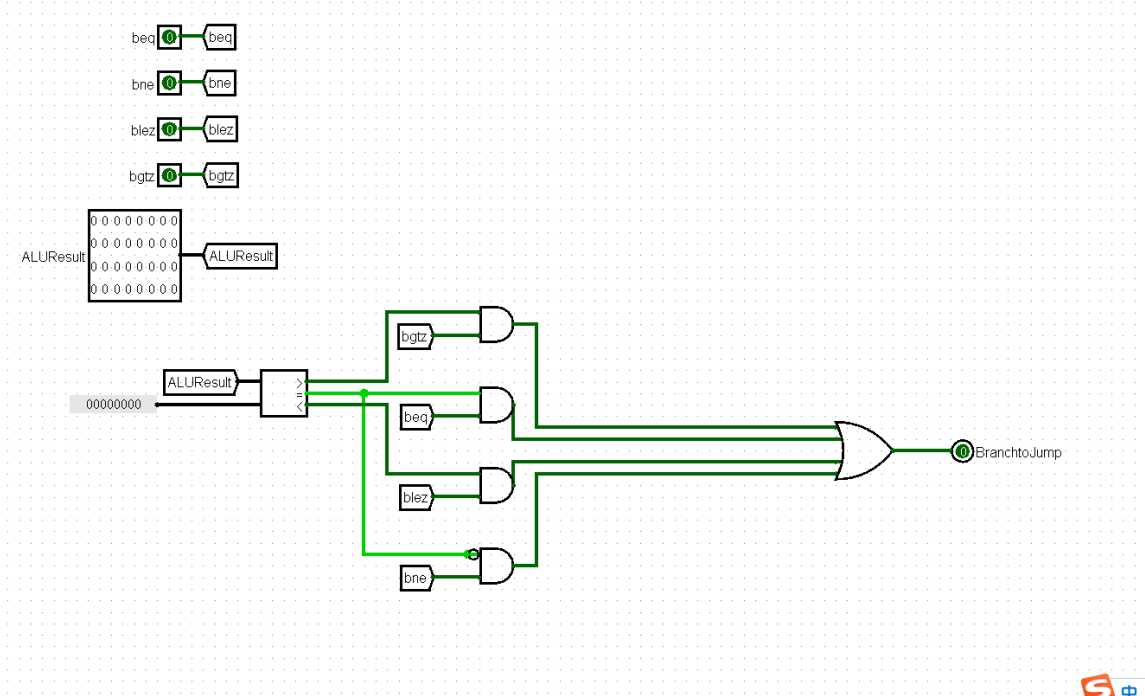 beq 0 beq
bne 0 bne
blez 0 blez
bgtz 0 bgtz
0 0 0 0 0 0 0 0
0 0 0 0 0 0 0 0
ALUResult ALUResult
0 0 0 0 0 0 0 0
0 0 0 0 0 0 0 0
bgtz
ALUResult >
=
00000000 <
beq
0 BranchtoJump
blez
bne
S 中